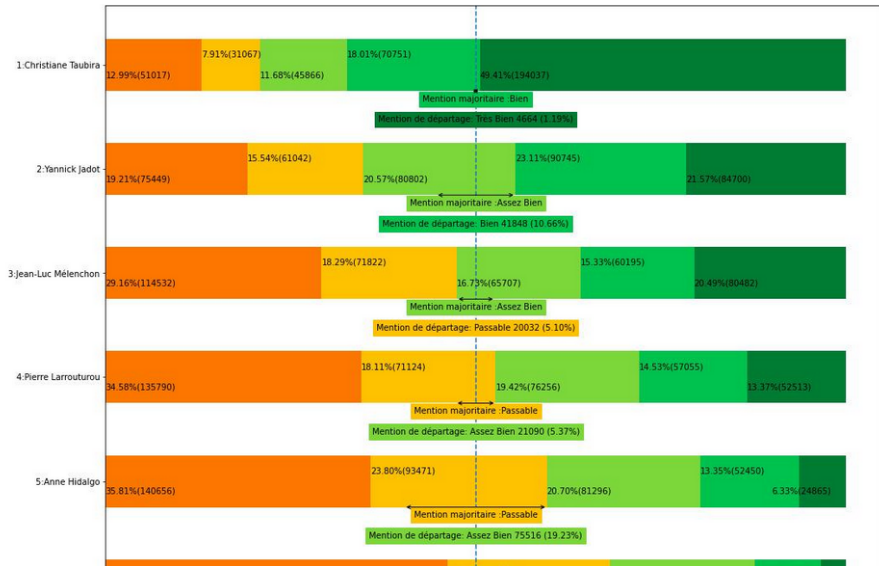 7.91%(31067) 18.01%(70751)
1:Christiane Taubira
12.99%(51017) 11.68%(45866) 49.41%(194037)
Mention majoritaire :Bien
Mention de départage: Très Bien 4664 (1.19%)
15.54%(61042) 23.11%(90745)
2:Yannick Jadot
19.21%(75449) 20.57%(80802) 21.57%(84700)
Mention majoritaire :Assez Bien
Mention de départage: Bien 41848 (10.66%)
18.29%(71822) 15.33%(60195)
3:Jean-Luc Mélenchon
29.16%(114532) 16.73%(65707) 20.49%(80482)
Mention majoritaire :Assez Bien
Mention de départage: Passable 20032 (5.10%)
18.11%(71124) 14.53%(57055)
4:Pierre Larrouturou
34.58%(135790) 19.42%(76256) 13.37%(52513)
Mention majoritaire :Passable
Mention de départage: Assez Bien 21090 (5.37%)
23.80%(93471) 13.35%(52450)
5:Anne Hidalgo
35.81%(140656) 20.70%(81296) 6.33%(24865)
Mention majoritaire :Passable
Mention de départage: Assez Bien 75516 (19.23%)